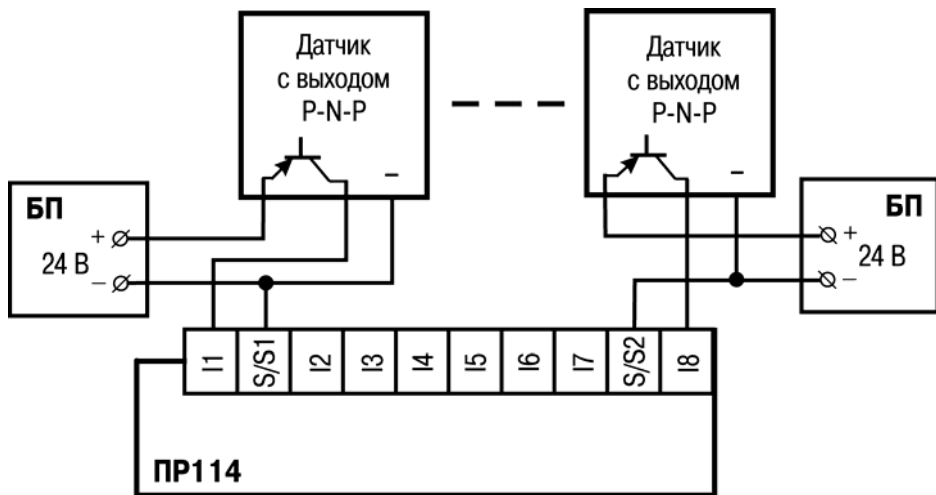 Датчик
с выходом
P-N-P
–
Датчик
с выходом
P-N-P
–
БП
+
24 В
–
БП
+
24 В
–
I1
S/S1
I2
I3
I4
I5
I6
I7
S/S2
I8
ПР114